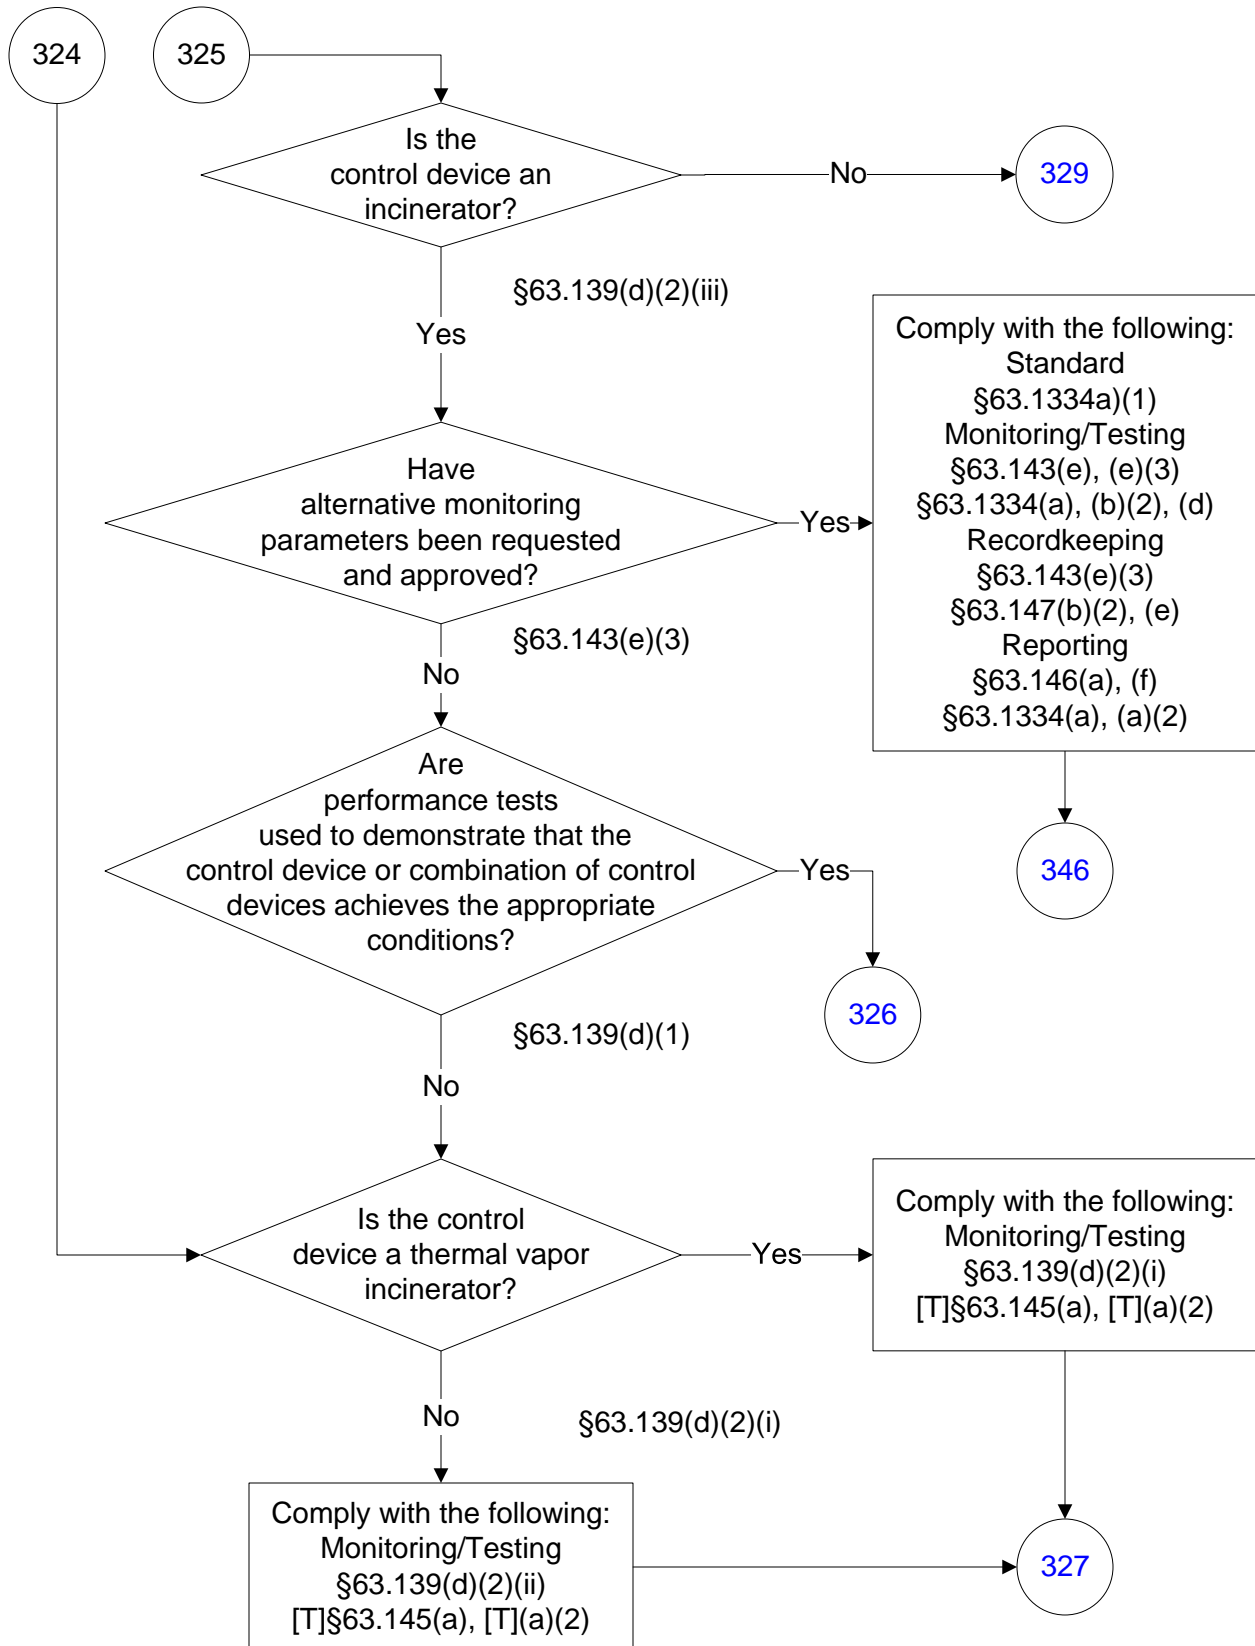 324
325
Is the
control device an
incinerator?
No
329
§63.139(d)(2)(iii)
Yes
Have
alternative monitoring
parameters been requested
and approved?
Yes
Comply with the following:
Standard
§63.1334a)(1)
Monitoring/Testing
§63.143(e), (e)(3)
§63.1334(a), (b)(2), (d)
Recordkeeping
§63.143(e)(3)
§63.147(b)(2), (e)
Reporting
§63.146(a), (f)
§63.1334(a), (a)(2)
346
§63.143(e)(3)
No
Are
performance tests
used to demonstrate that the
control device or combination of control
devices achieves the appropriate
conditions?
Yes
326
§63.139(d)(1)
No
Is the control
device a thermal vapor
incinerator?
Yes
Comply with the following:
Monitoring/Testing
§63.139(d)(2)(i)
[T]§63.145(a), [T](a)(2)
No
§63.139(d)(2)(i)
Comply with the following:
Monitoring/Testing
§63.139(d)(2)(ii)
[T]§63.145(a), [T](a)(2)
327